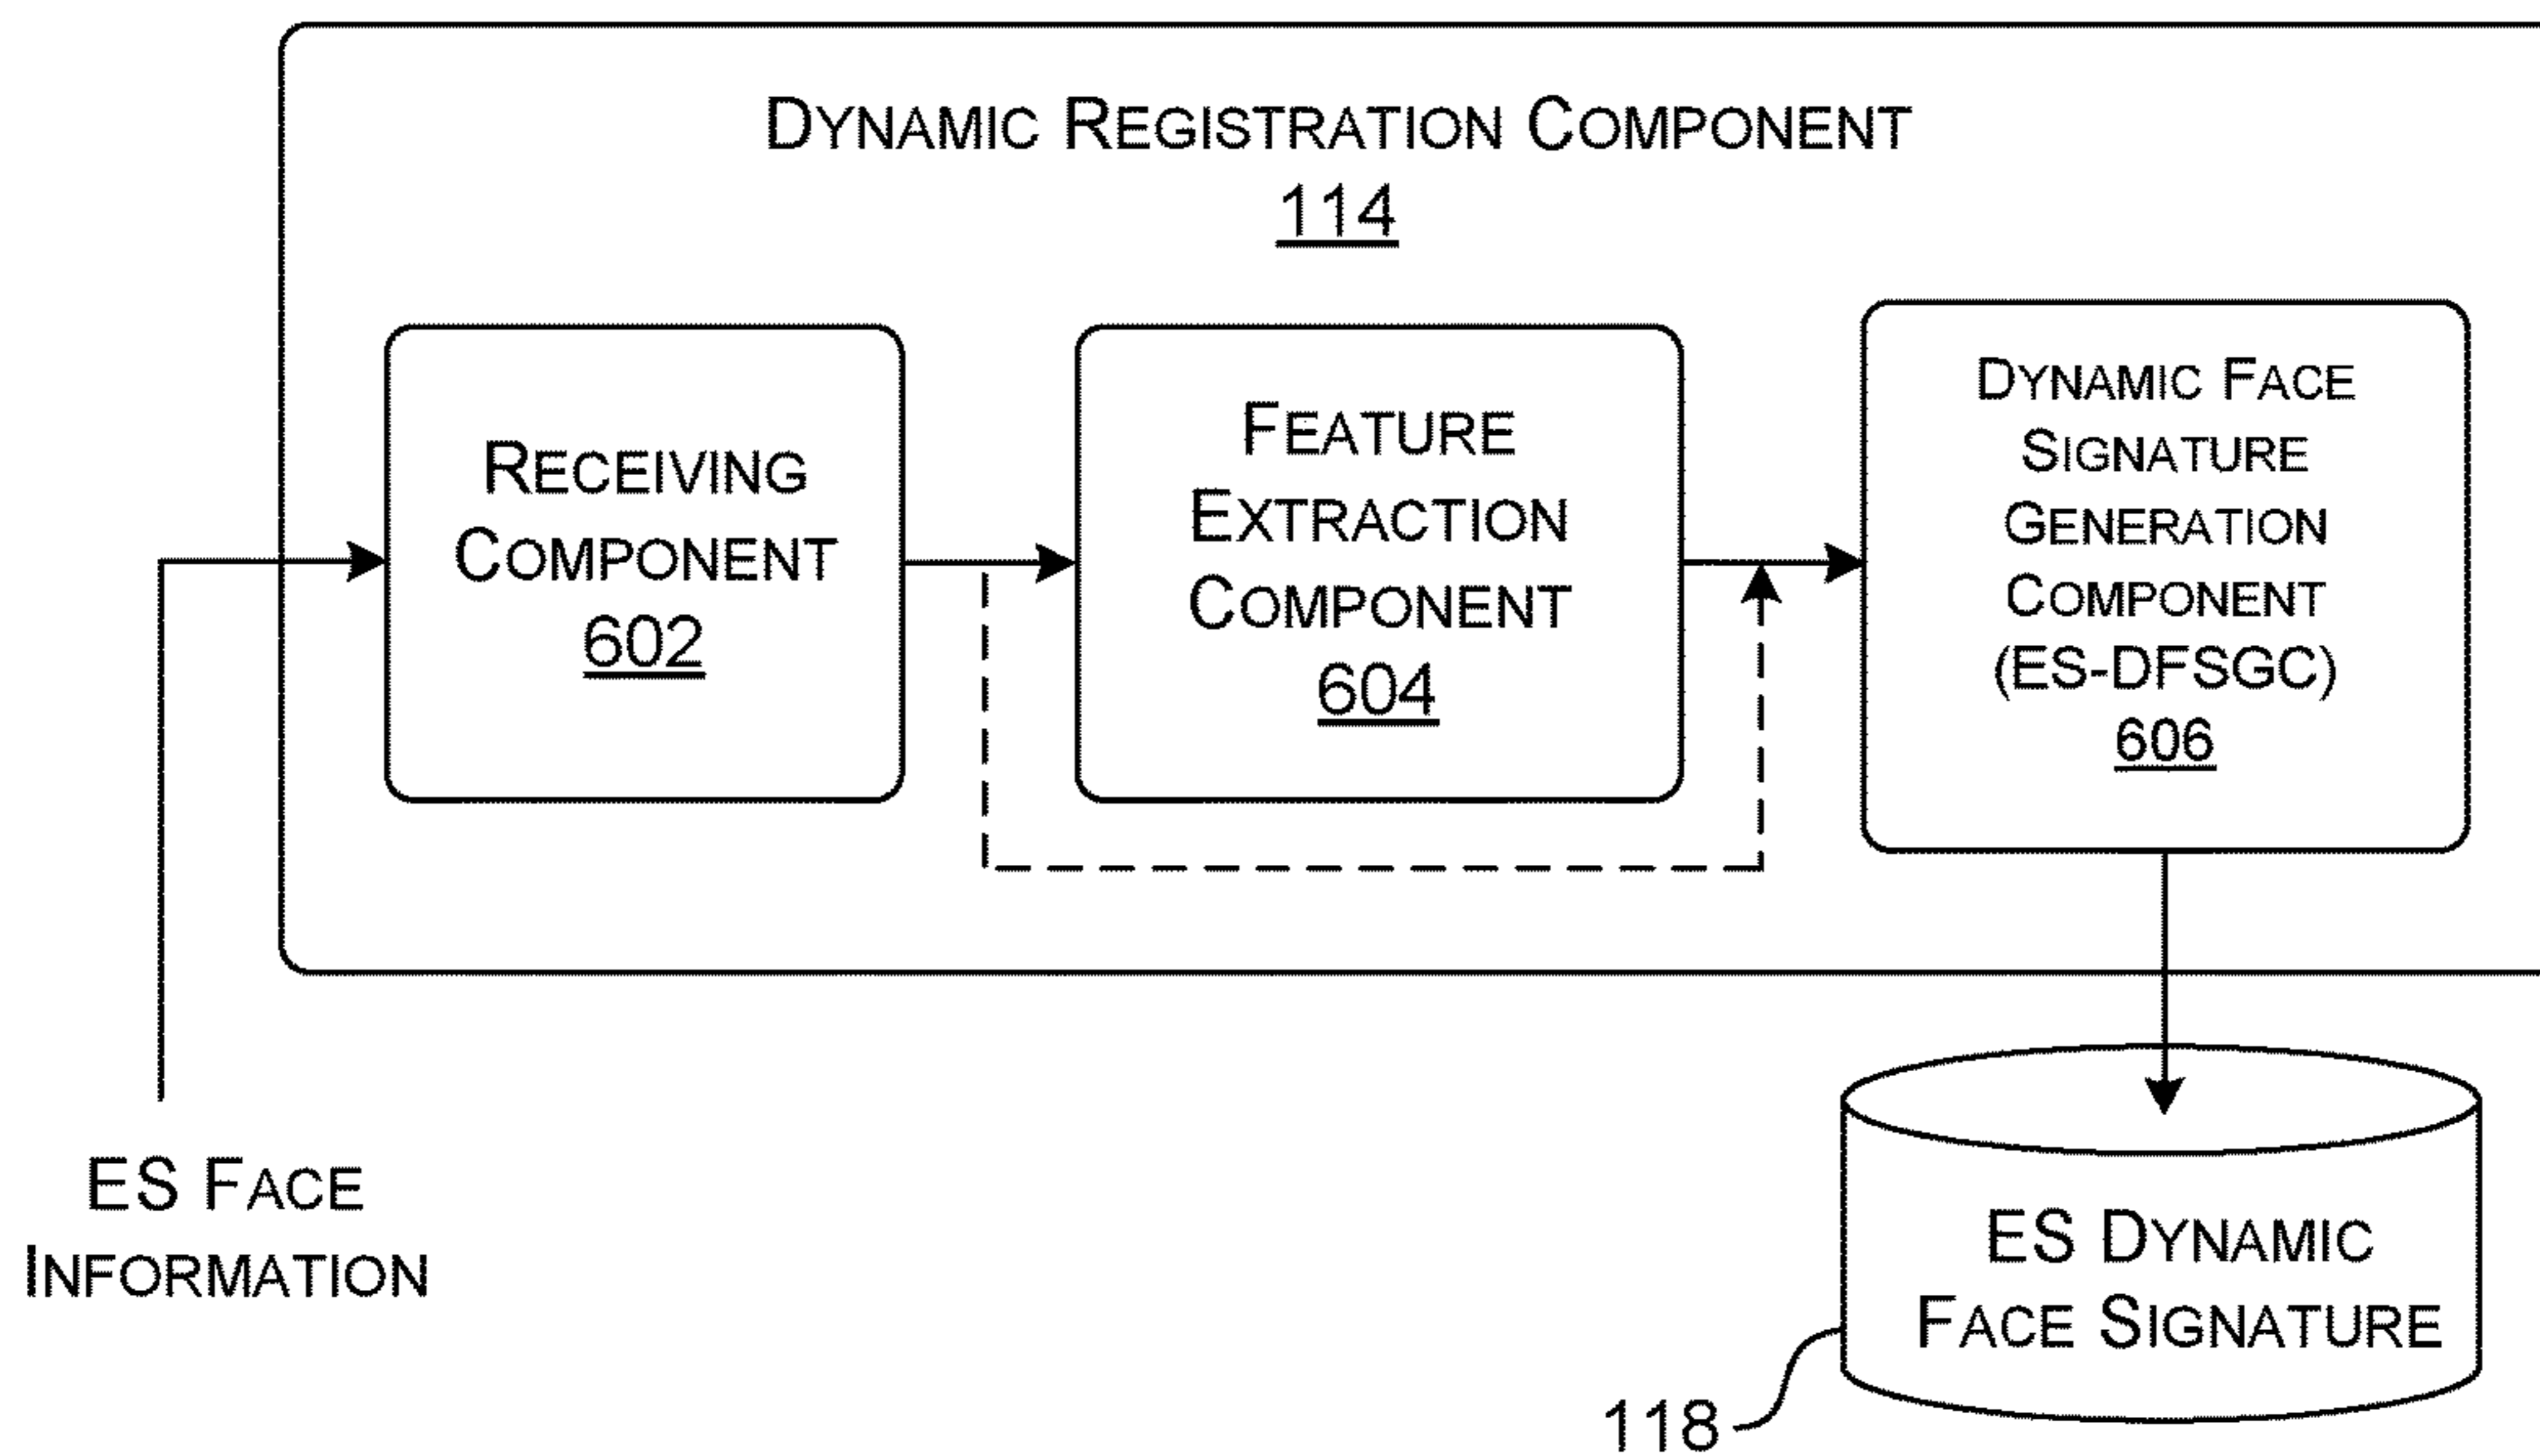 DYNAMIC REGISTRATION COMPONENT
114
RECEIVING
COMPONENT
602
FEATURE
EXTRACTION
COMPONENT
604
DYNAMIC FACE
SIGNATURE
GENERATION
COMPONENT
(ES-DFSGC)
606
ES FACE
INFORMATION
ES DYNAMIC
FACE SIGNATURE
118